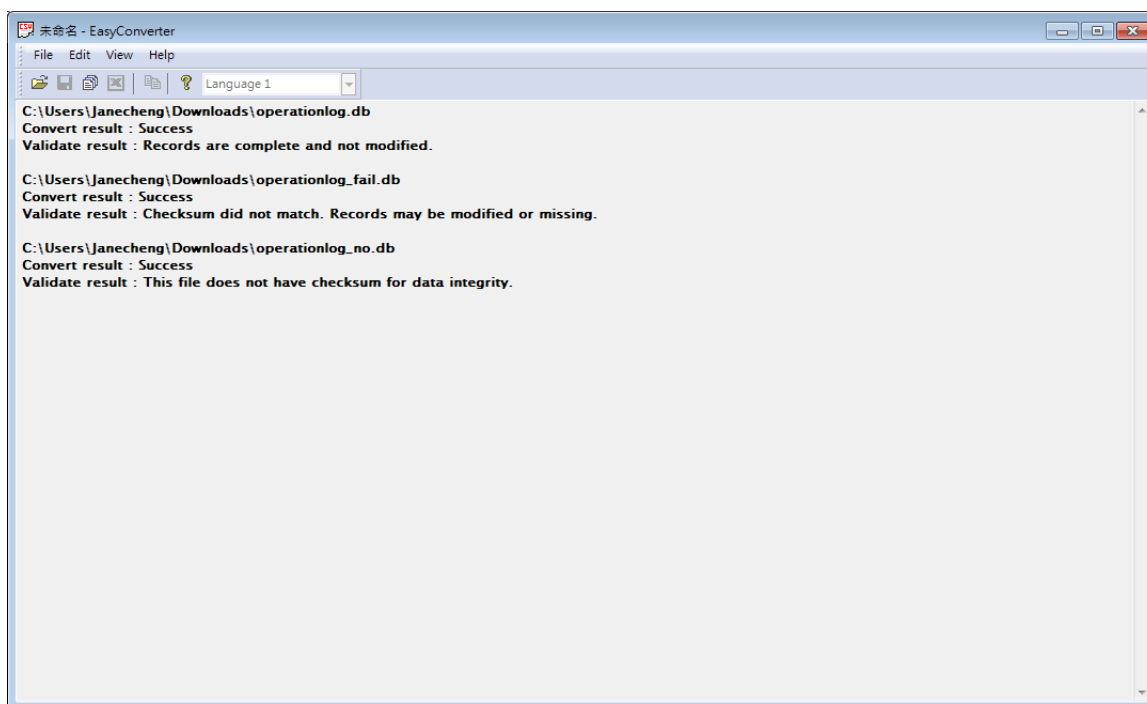 CSV
未命名 - EasyConverter
File Edit View Help
Language 1
C:\Users\Janecheng\Downloads\operationlog.db
Convert result : Success
Validate result : Records are complete and not modified.
C:\Users\Janecheng\Downloads\operationlog_fail.db
Convert result : Success
Validate result : Checksum did not match. Records may be modified or missing.
C:\Users\Janecheng\Downloads\operationlog_no.db
Convert result : Success
Validate result : This file does not have checksum for data integrity.